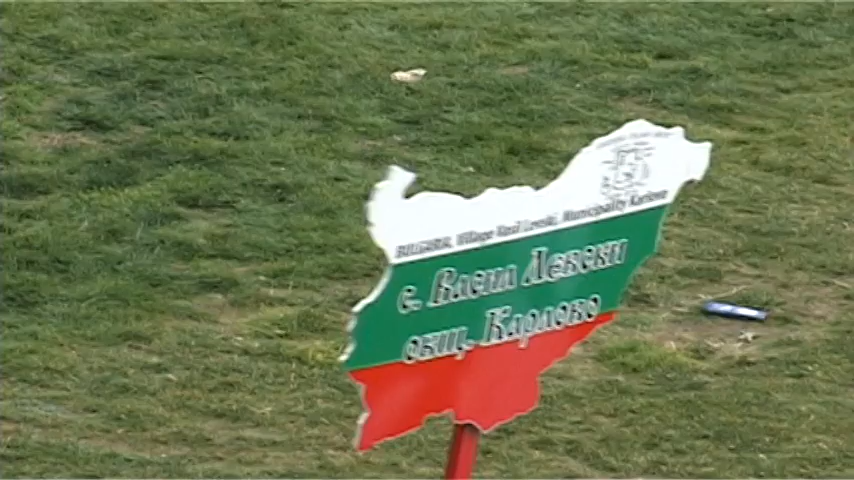 BULGARIA, Village Vasil Levski, Municipality Karlovo
с. Васил Левски
общ. Карлово